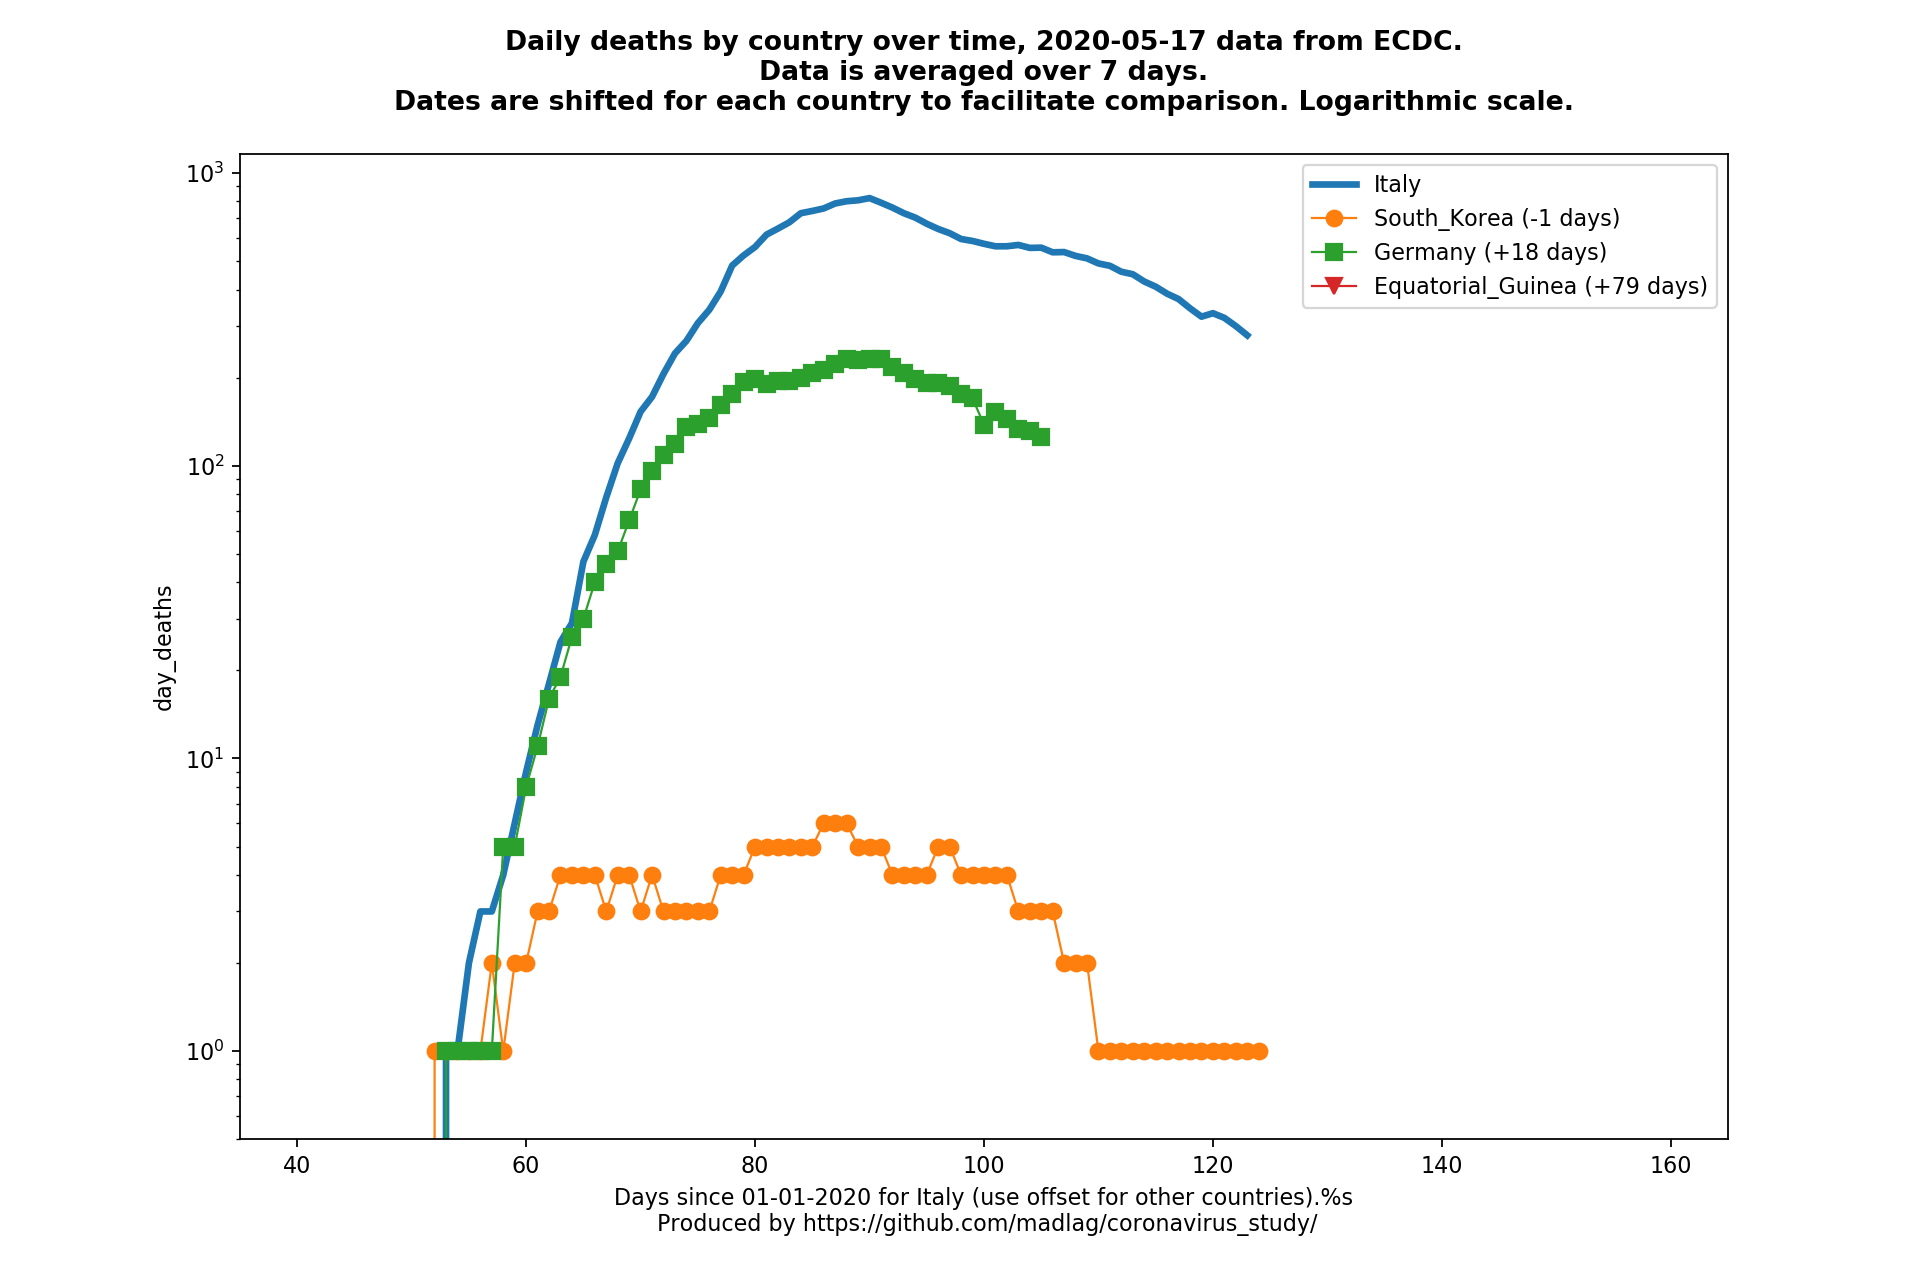 Daily deaths by country over time, 2020-05-17 data from ECDC.
Data is averaged over 7 days.
Dates are shifted for each country to facilitate comparison. Logarithmic scale.
10³
10²
10¹
10⁰
day_deaths
Italy
South_Korea (-1 days)
Germany (+18 days)
Equatorial_Guinea (+79 days)
40 60 80 100 120 140 160
Days since 01-01-2020 for Italy (use offset for other countries).%s
Produced by https://github.com/madlag/coronavirus_study/